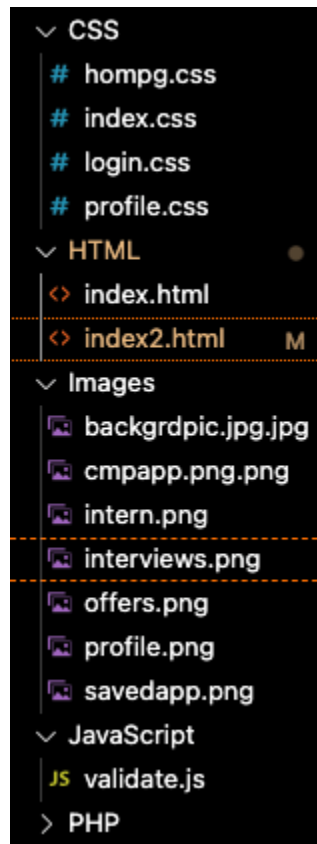 CSS
# hompg.css
# index.css
# login.css
# profile.css
HTML
<> index.html
<> index2.html M
Images
backgrdpic.jpg.jpg
cmpapp.png.png
intern.png
interviews.png
offers.png
profile.png
savedapp.png
JavaScript
JS validate.js
PHP